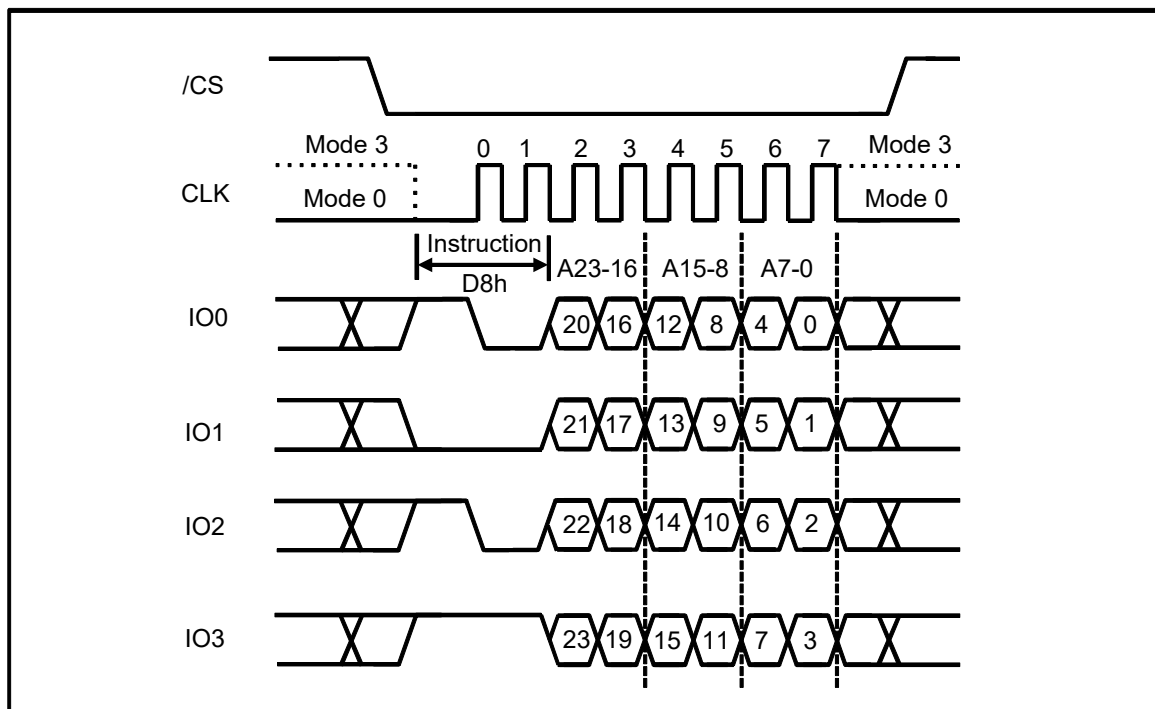 /CS
Mode 3 0 1 2 3 4 5 6 7 Mode 3
CLK Mode 0 Mode 0
Instruction
D8h A23-16 A15-8 A7-0
IO0 20 16 12 8 4 0
IO1 21 17 13 9 5 1
IO2 22 18 14 10 6 2
IO3 23 19 15 11 7 3